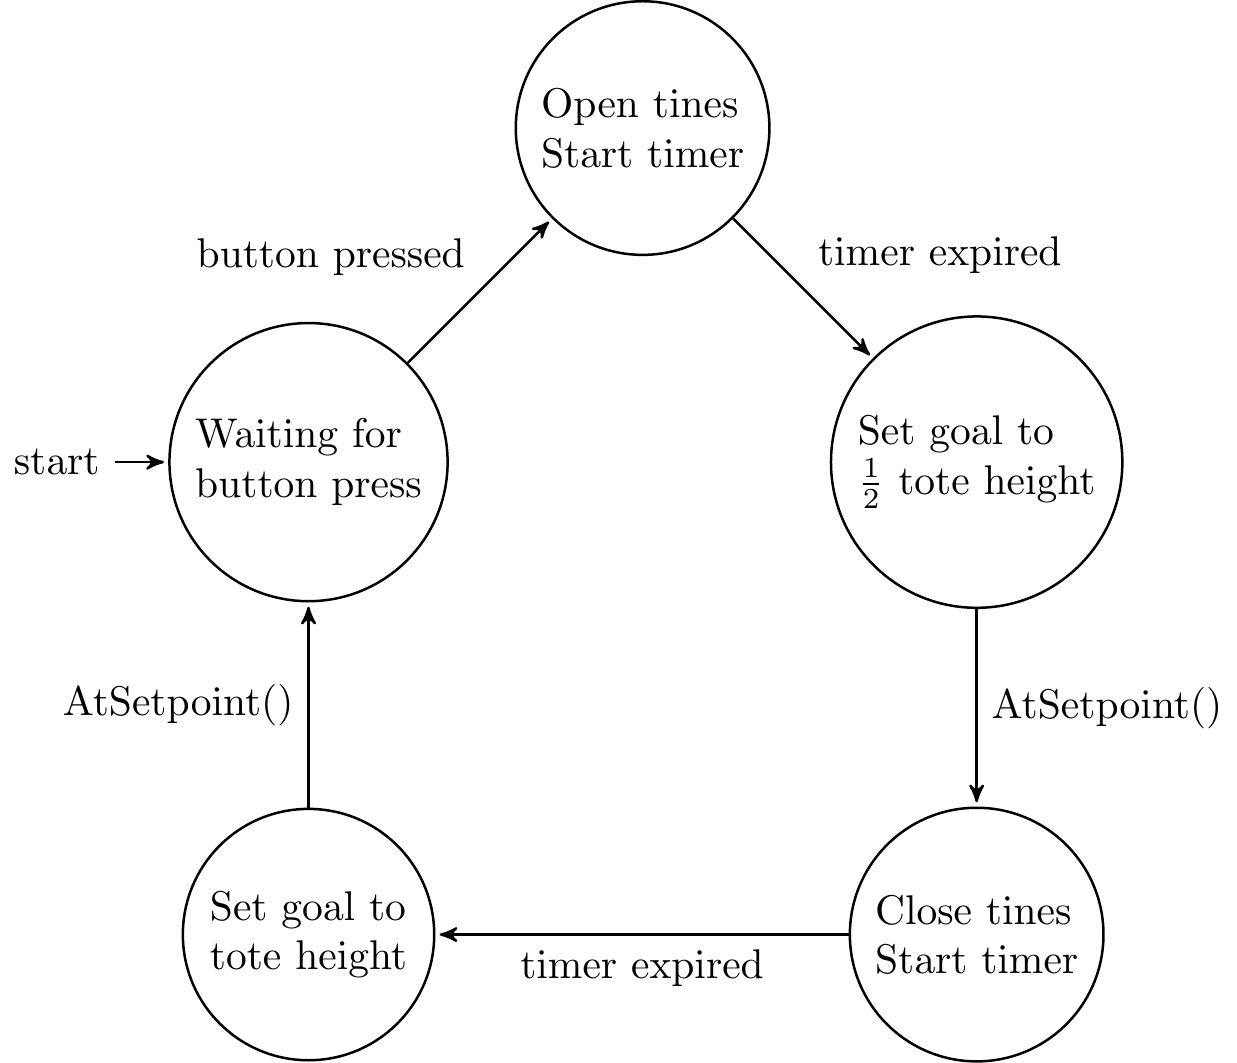 Open tines
Start timer
button pressed
timer expired
start
Waiting for
button press
Set goal to
1/2 tote height
AtSetpoint()
AtSetpoint()
Set goal to
tote height
timer expired
Close tines
Start timer